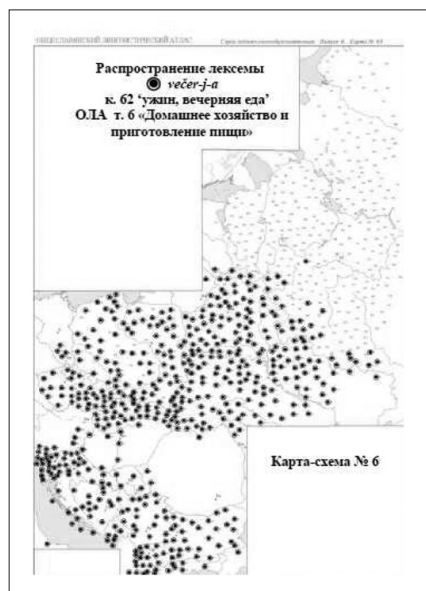 ОБЩЕСЛАВЯНСКИЙ ЛИНГВИСТИЧЕСКИЙ АТЛАС
Распространение лексемы
večer-j-a
к. 62 ‘ужин, вечерняя еда’
ОЛА т. 6 «Домашнее хозяйство и
приготовление пищи»
Карта-схема № 6